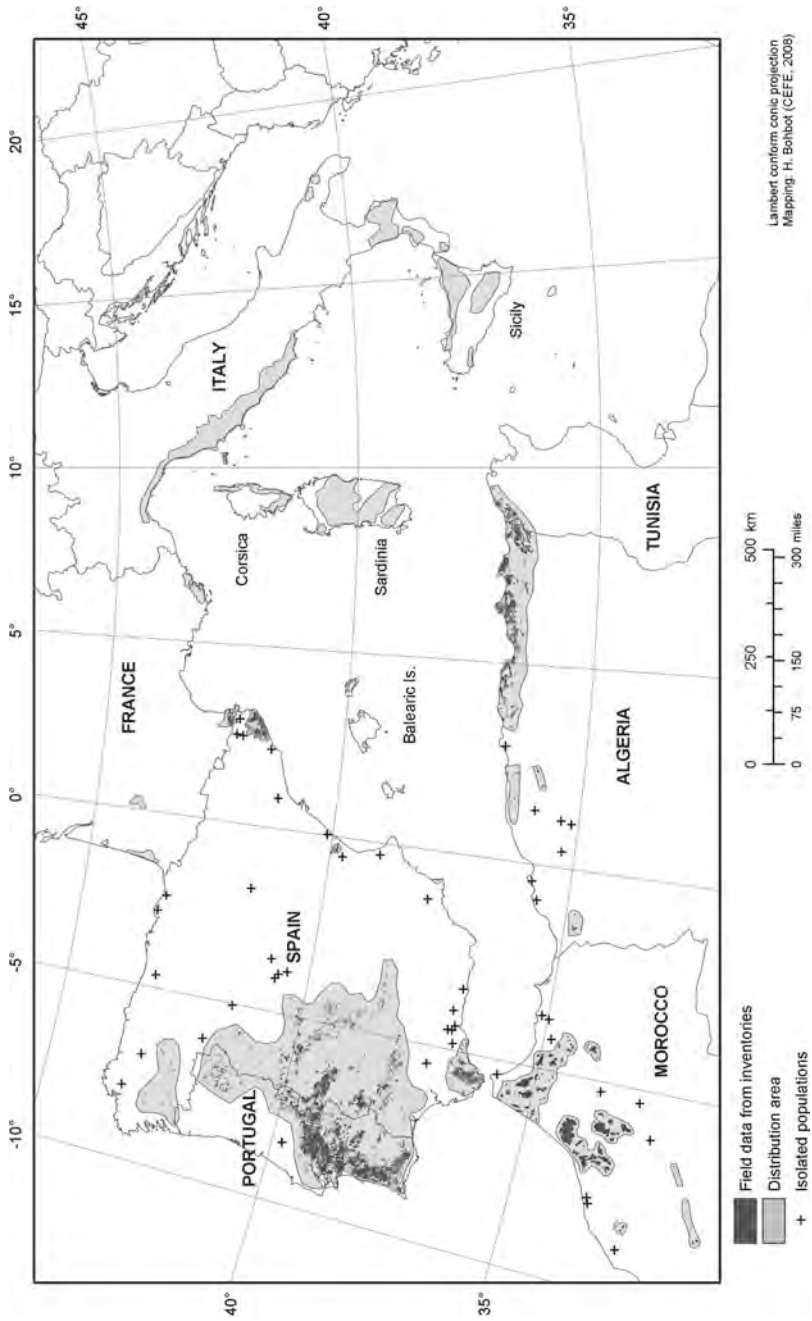 -10°
-5°
0°
5°
10°
15°
20°
45°
40°
35°
45°
40°
35°
FRANCE
ITALY
Corsica
SPAIN
PORTUGAL
Balearic Is.
Sardinia
Sicily
MOROCCO
ALGERIA
TUNISIA
Field data from inventories
Distribution area
+ Isolated populations
0 250 500 km
0 75 150 300 miles
Lambert conform conic projection
Mapping: H. Bohbot (CEFE, 2008)